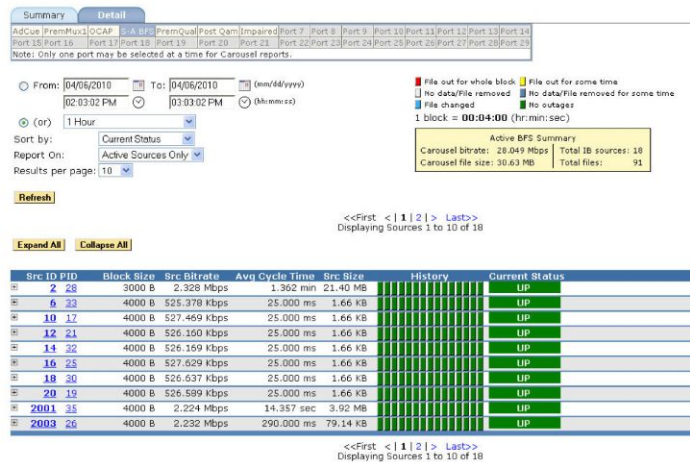 Summary Detail
AdCue PremMux1 OCAP S-A BFS PremQual Post Qam Impaired Port 7 Port 8 Port 9 Port 10 Port 11 Port 12 Port 13 Port 14
Port 15 Port 16 Port 17 Port 18 Port 19 Port 20 Port 21 Port 22 Port 23 Port 24 Port 25 Port 26 Port 27 Port 28 Port 29
Note: Only one port may be selected at a time for Carousel reports.
From: 04/06/2010 To: 04/06/2010 (mm/dd/yyyy)
02:03:02 PM 03:03:02 PM (hh:mm:ss)
(or) 1 Hour
Sort by: Current Status
Report On: Active Sources Only
Results per page: 10
Refresh
File out for whole block File out for some time
No data/File removed No data/File removed for some time
File changed No outages
1 block = 00:04:00 (hr:min:sec)
Active BFS Summary
Carousel bitrate: 28.049 Mbps Total IB sources: 18
Carousel file size: 30.63 MB Total files: 91
<<First < | 1 | 2 | > Last>>
Displaying Sources 1 to 10 of 18
Expand All Collapse All
Src ID PID Block Size Src Bitrate Avg Cycle Time Src Size History Current Status
2 28 3000 B 2.328 Mbps 1.362 min 21.40 MB UP
6 33 4000 B 525.378 Kbps 25.000 ms 1.66 KB UP
10 17 4000 B 527.469 Kbps 25.000 ms 1.66 KB UP
12 21 4000 B 526.160 Kbps 25.000 ms 1.66 KB UP
14 32 4000 B 526.169 Kbps 25.000 ms 1.66 KB UP
16 25 4000 B 527.629 Kbps 25.000 ms 1.66 KB UP
18 30 4000 B 526.637 Kbps 25.000 ms 1.66 KB UP
20 19 4000 B 526.589 Kbps 25.000 ms 1.66 KB UP
2001 35 4000 B 2.224 Mbps 14.357 sec 3.92 MB UP
2003 26 4000 B 2.232 Mbps 290.000 ms 79.14 KB UP
<<First < | 1 | 2 | > Last>>
Displaying Sources 1 to 10 of 18